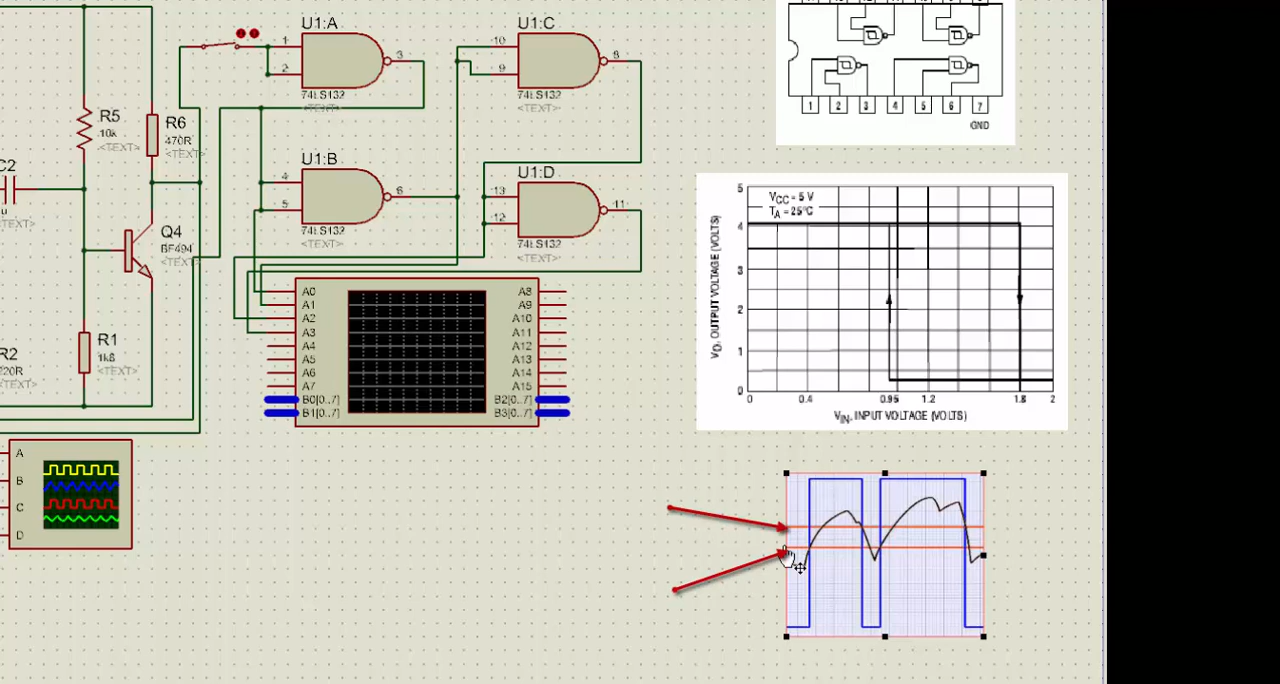 U1:A
U1:C
1
2
3
10
9
8
74LS132
<TEXT>
74LS132
<TEXT>
R5
10k
<TEXT>
R6
470R
<TEXT>
C2
<TEXT>
U1:B
U1:D
4
5
6
13
12
11
74LS132
<TEXT>
74LS132
<TEXT>
Q4
BF494
<TEXT>
R1
1k8
<TEXT>
R2
220R
<TEXT>
A0
A1
A2
A3
A4
A5
A6
A7
B0[0..7]
B1[0..7]
A8
A9
A10
A11
A12
A13
A14
A15
B2[0..7]
B3[0..7]
A
B
C
D
1 2 3 4 5 6 7
GND
VCC = 5 V
TA = 25°C
VO, OUTPUT VOLTAGE (VOLTS)
5
4
3
2
1
0
0 0.4 0.95 1.2 1.8 2
VIN, INPUT VOLTAGE (VOLTS)